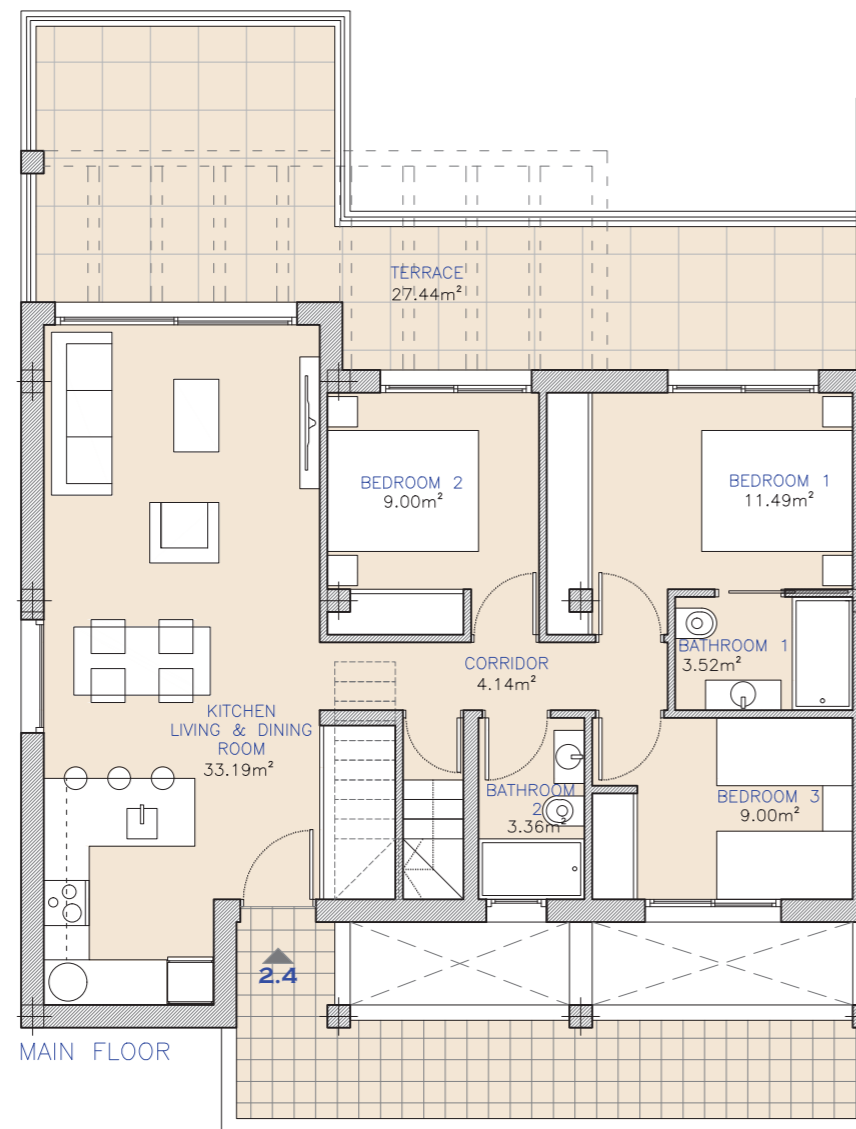 TERRACE
27.44m²
BEDROOM 2
9.00m²
BEDROOM 1
11.49m²
BATHROOM 1
3.52m²
CORRIDOR
4.14m²
KITCHEN
LIVING & DINING
ROOM
33.19m²
BATHROOM
2
3.36m²
BEDROOM 3
9.00m²
2.4
MAIN FLOOR